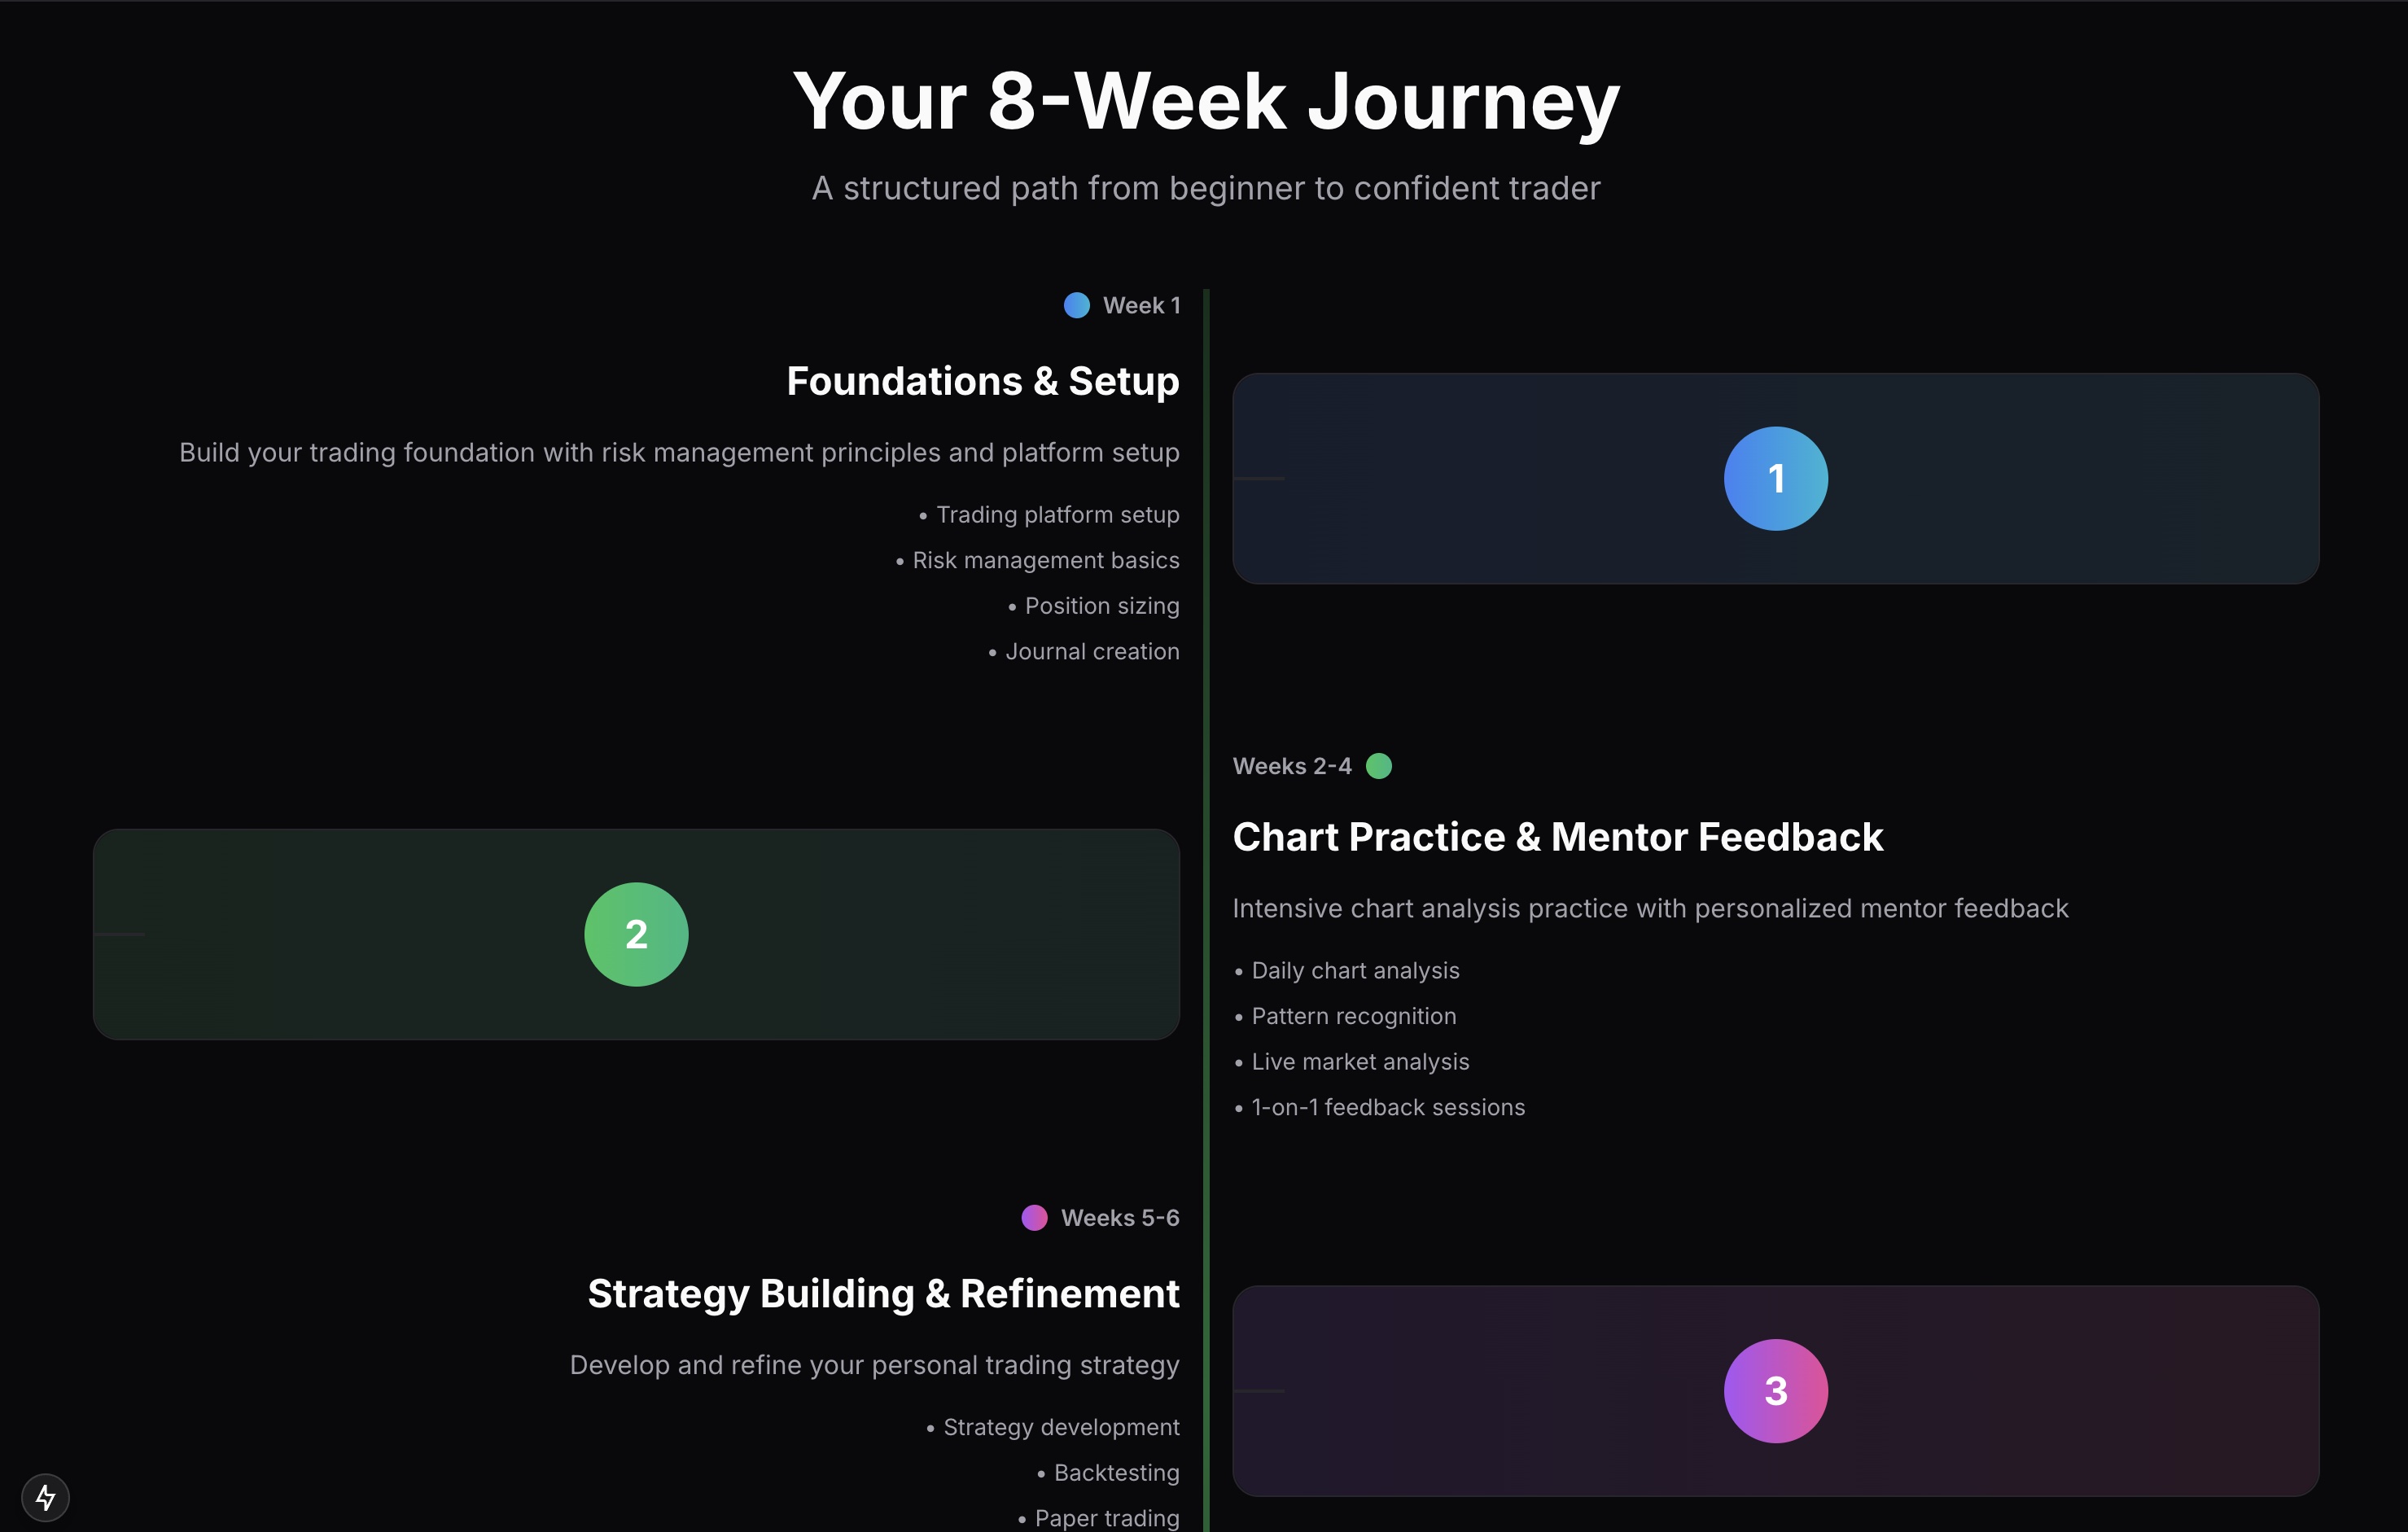 Your 8-Week Journey
A structured path from beginner to confident trader
Week 1
Foundations & Setup
Build your trading foundation with risk management principles and platform setup
• Trading platform setup
• Risk management basics
• Position sizing
• Journal creation
1
Weeks 2-4
Chart Practice & Mentor Feedback
Intensive chart analysis practice with personalized mentor feedback
• Daily chart analysis
• Pattern recognition
• Live market analysis
• 1-on-1 feedback sessions
2
Weeks 5-6
Strategy Building & Refinement
Develop and refine your personal trading strategy
• Strategy development
• Backtesting
• Paper trading
3